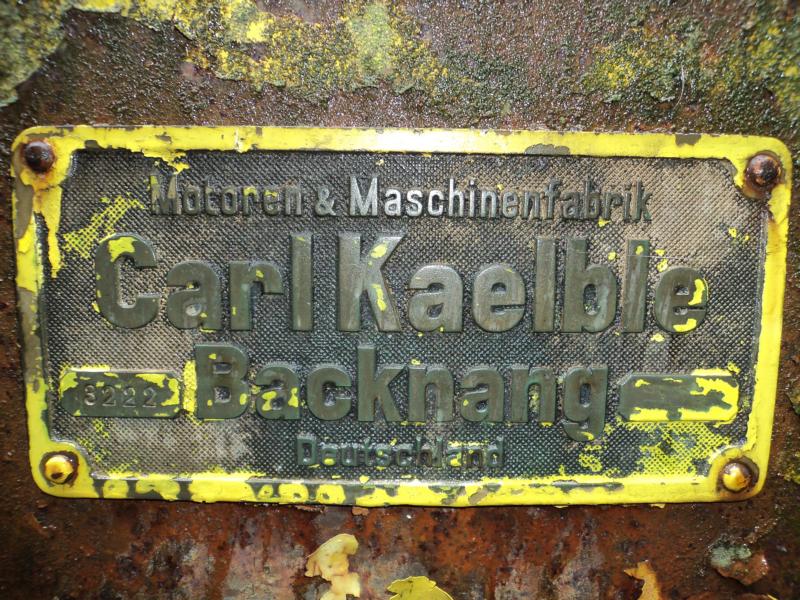 Motoren & Maschinenfabrik
Carl Kaelble
3222 Backnang
Deutschland